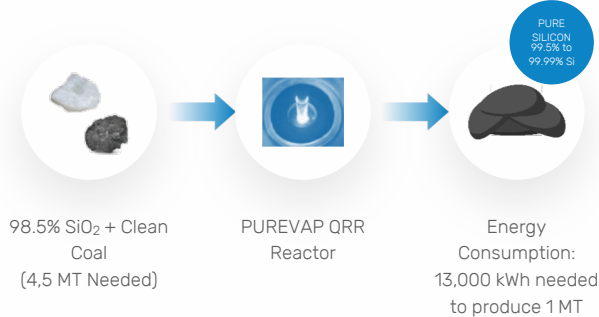 PURE
SILICON
99.5% to
99.99% Si
98.5% SiO₂ + Clean
Coal
(4,5 MT Needed)
PUREVAP QRR
Reactor
Energy
Consumption:
13,000 kWh needed
to produce 1 MT